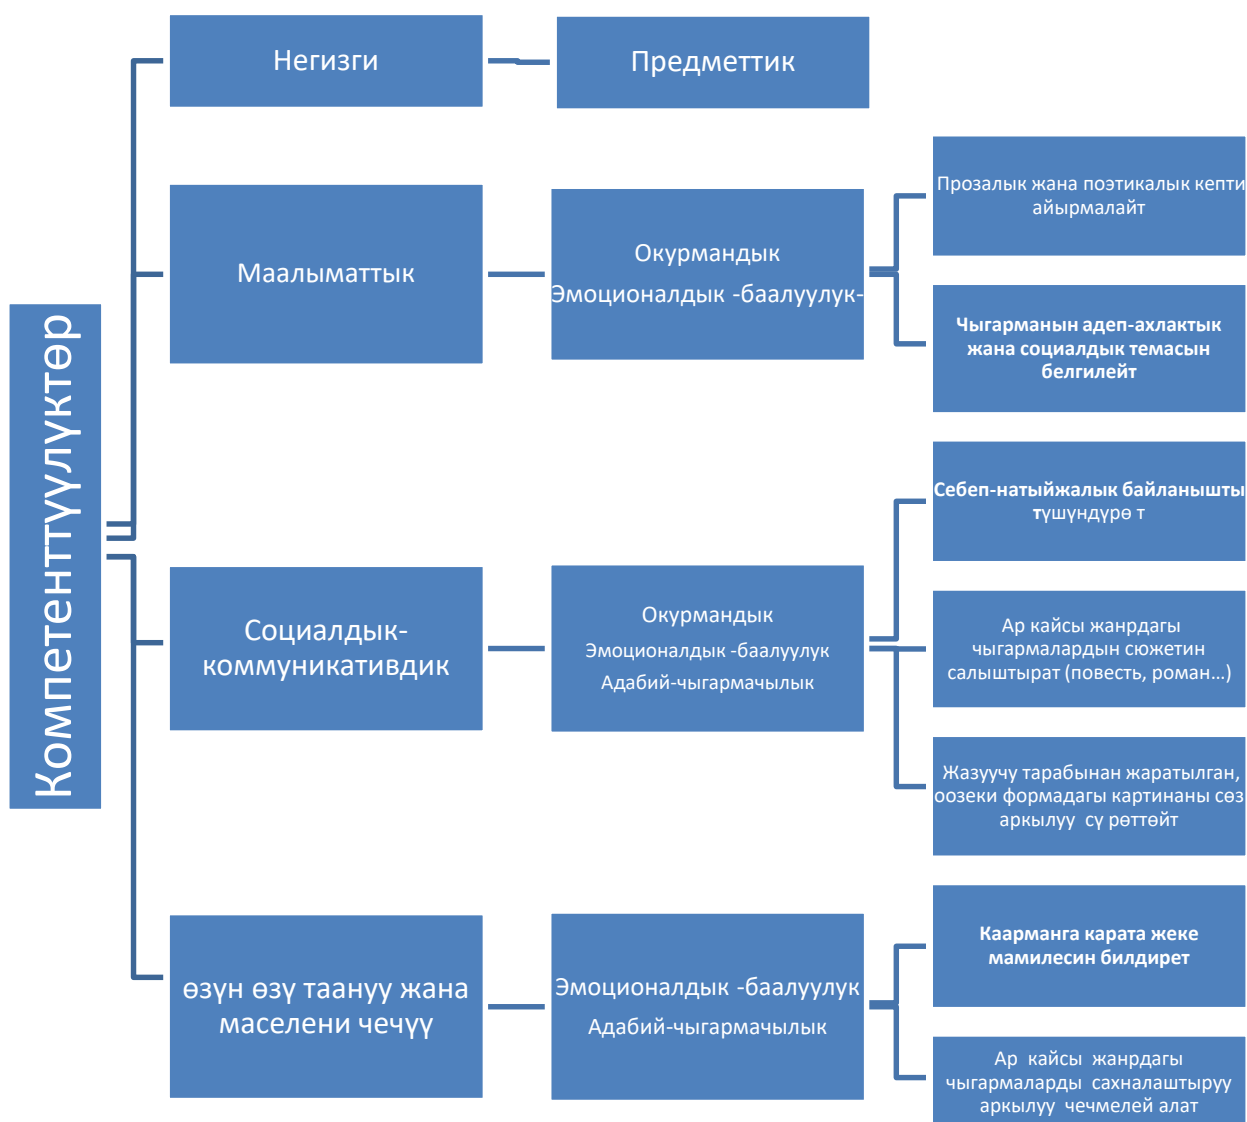 Компетенттүүлүктөр
Негизги
Предметтик
Маалыматтык
Окурмандык
Эмоционалдык -баалуулук-
Прозалык жана поэтикалык кепти
айырмалайт
Чыгарманын адеп-ахлактык
жана социалдык темасын
белгилейт
Социалдык-
коммуникативдик
Окурмандык
Эмоционалдык -баалуулук
Адабий-чыгармачылык
Себеп-натыйжалык байланышты
түшүндүрө т
Ар кайсы жанрдагы
чыгармалардын сюжетин
салыштырат (повесть, роман…)
Жазуучу тарабынан жаратылган,
оозеки формадагы картинаны сөз
аркылуу сү рөттөйт
өзүн өзү таануу жана
маселени чечүү
Эмоционалдык -баалуулук
Адабий-чыгармачылык
Каарманга карата жеке
мамилесин билдирет
Ар кайсы жанрдагы
чыгармаларды сахналаштыруу
аркылуу чечмелей алат